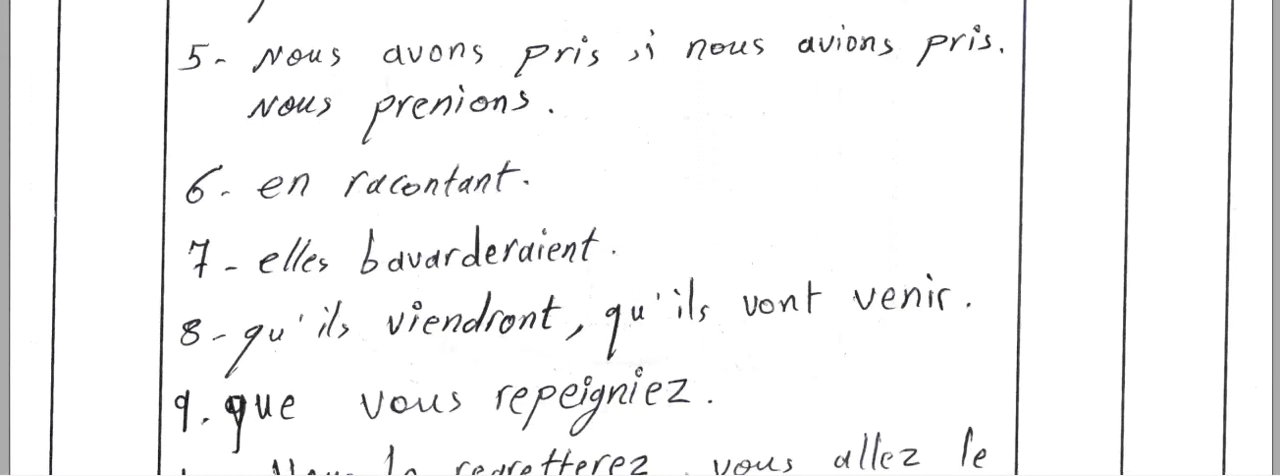 5- Nous avons pris, si nous avions pris.
Nous prenions.
6- en racontant.
7- elles bavarderaient.
8- qu'ils viendront, qu'ils vont venir.
9. que vous repeigniez.
regretterez vous allez le